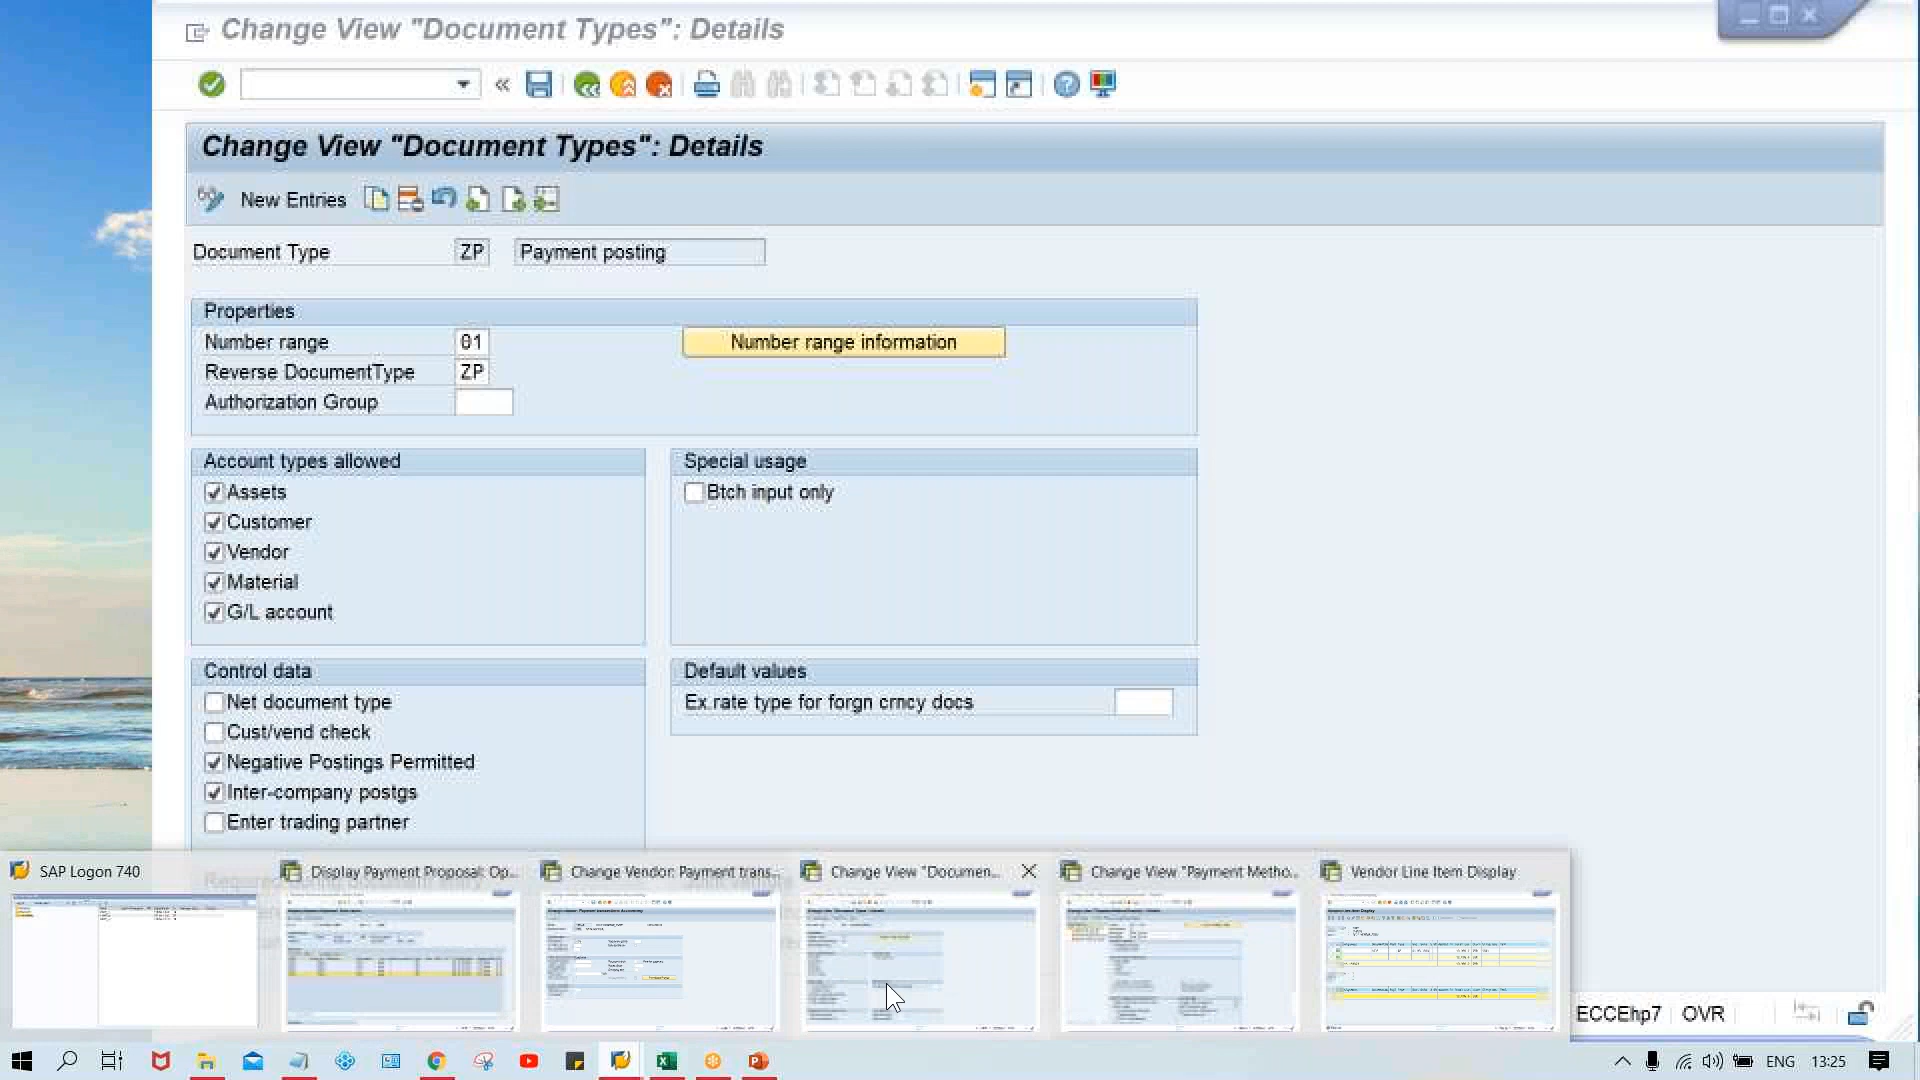 Change View "Document Types": Details
Change View "Document Types": Details
New Entries
Document Type ZP Payment posting
Properties
Number range 01 Number range information
Reverse DocumentType ZP
Authorization Group
Account types allowed
Special usage
Assets
Btch input only
Customer
Vendor
Material
G/L account
Control data
Default values
Net document type
Ex.rate type for forgn crncy docs
Cust/vend check
Negative Postings Permitted
Inter-company postgs
Enter trading partner
SAP Logon 740
Display Payment Proposal: Op...
Change Vendor: Payment trans...
Change View "Documen...
Change View "Payment Metho...
Vendor Line Item Display
ECCEhp7 OVR
ENG 13:25